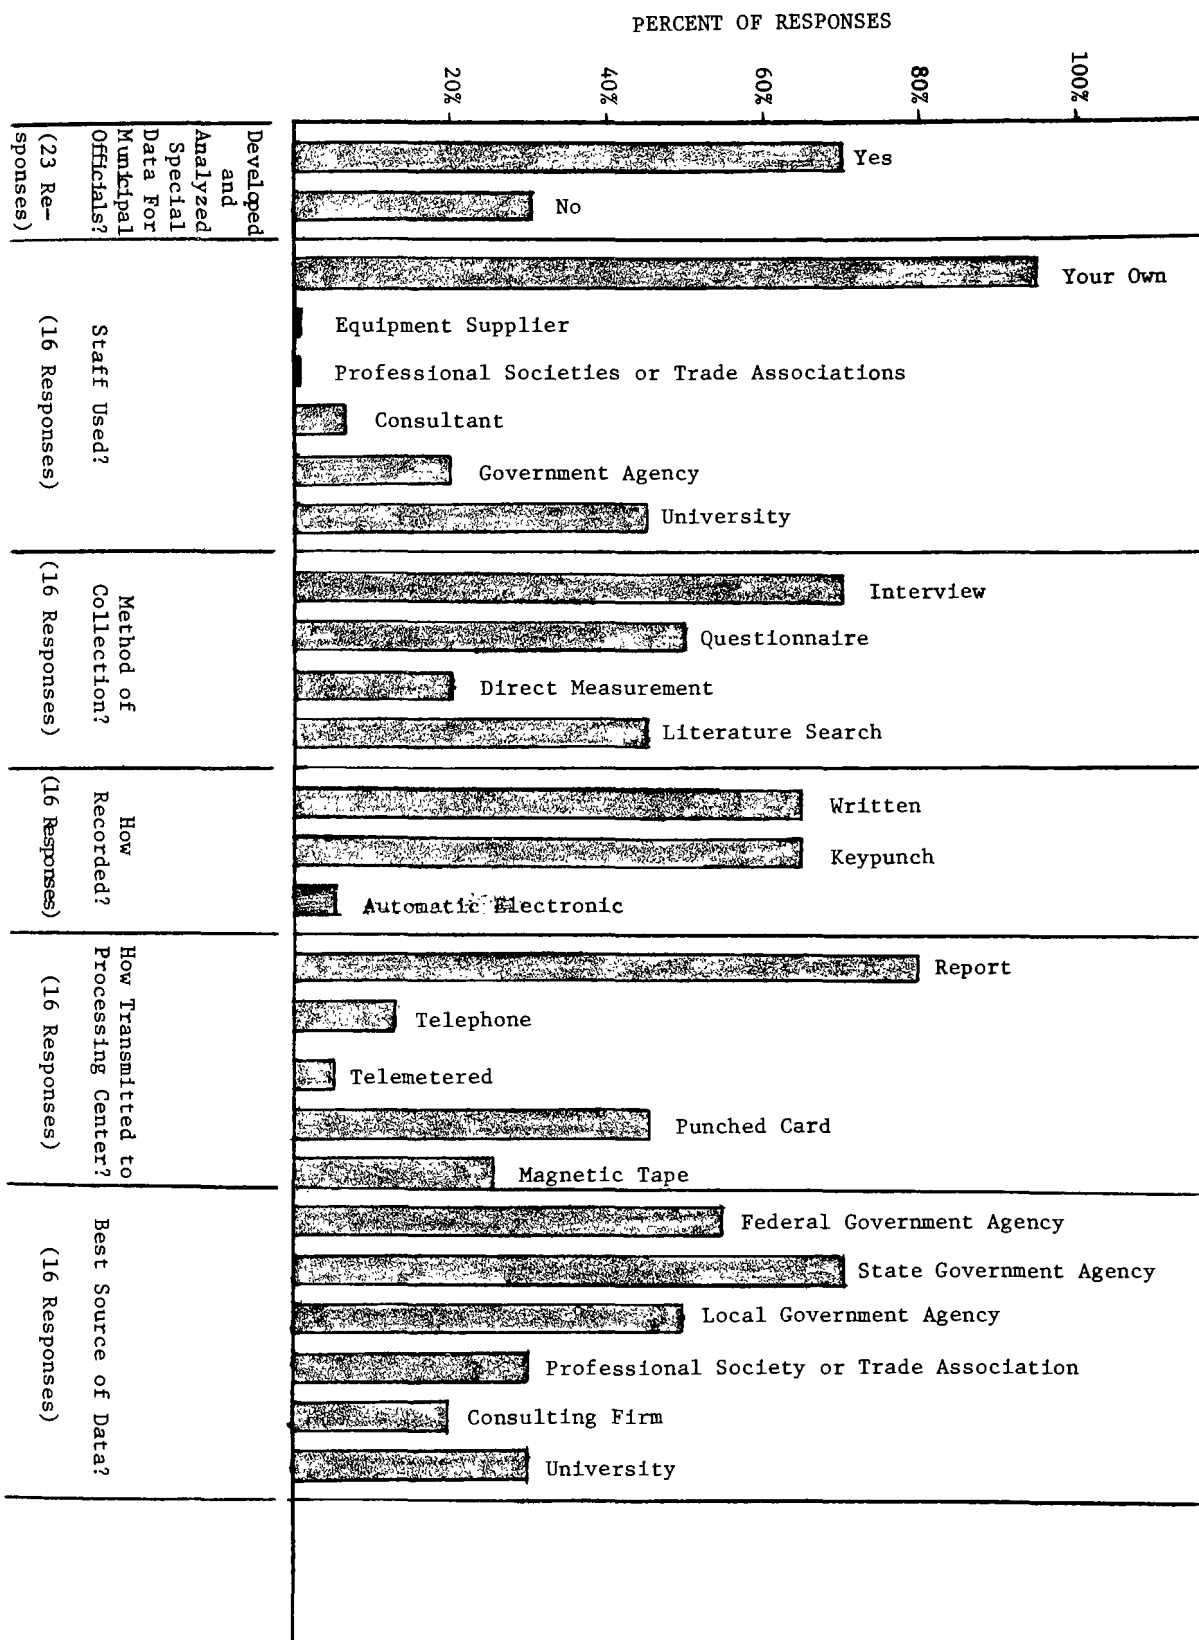 PERCENT OF RESPONSES
20%
40%
60%
80%
100%
Developed
and
Analyzed
Special
Data For
Municipal
Officials?
(23 Re-
sponses)
Yes
No
Staff Used?
(16 Responses)
Your Own
Equipment Supplier
Professional Societies or Trade Associations
Consultant
Government Agency
University
Method of
Collection?
(16 Responses)
Interview
Questionnaire
Direct Measurement
Literature Search
How
Recorded?
(16 Responses)
Written
Keypunch
Automatic Electronic
How Transmitted to
Processing Center?
(16 Responses)
Report
Telephone
Telemetered
Punched Card
Magnetic Tape
Best Source of Data?
(16 Responses)
Federal Government Agency
State Government Agency
Local Government Agency
Professional Society or Trade Association
Consulting Firm
University